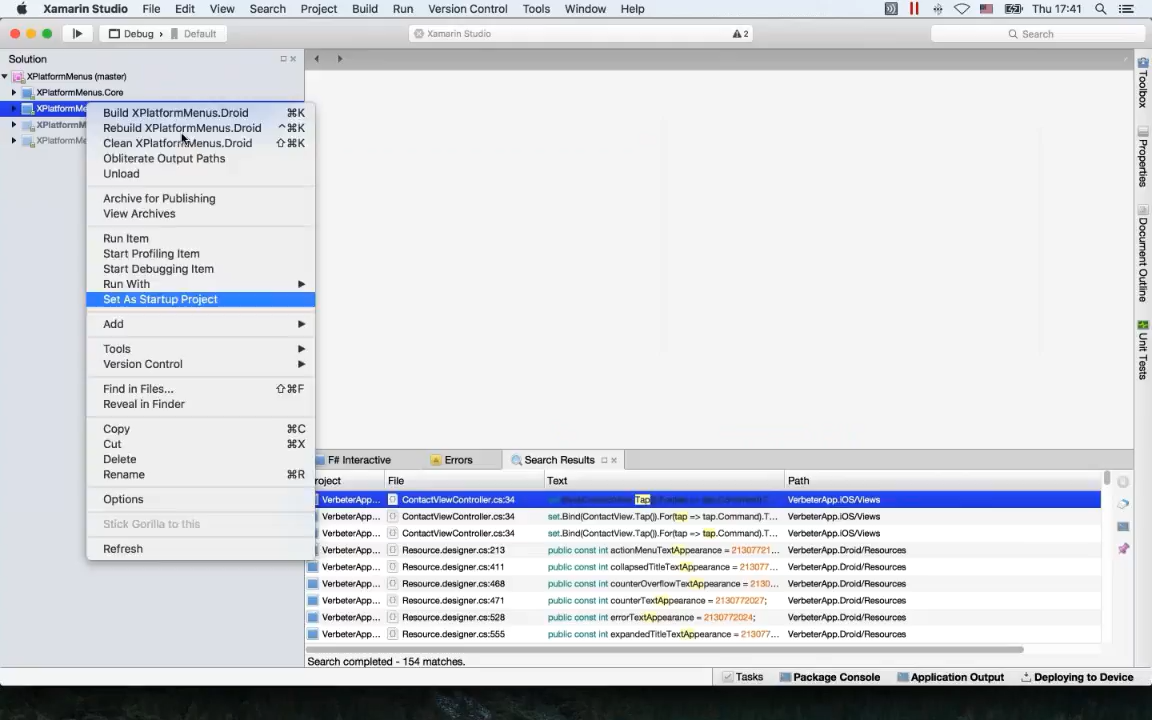 Xamarin Studio File Edit View Search Project Build Run Version Control Tools Window Help Thu 17:41
Debug › Default Xamarin Studio 2 Search
Solution
XPlatformMenus (master)
XPlatformMenus.Core
XPlatformMe
XPlatformM
XPlatformMe
Build XPlatformMenus.Droid ⌘K
Rebuild XPlatformMenus.Droid ^⌘K
Clean XPlatformMenus.Droid ⇧⌘K
Obliterate Output Paths
Unload
Archive for Publishing
View Archives
Run Item
Start Profiling Item
Start Debugging Item
Run With
Set As Startup Project
Add
Tools
Version Control
Find in Files... ⇧⌘F
Reveal in Finder
Copy ⌘C
Cut ⌘X
Delete
Rename ⌘R
Options
Stick Gorilla to this
Refresh
Toolbox
Properties
Document Outline
Unit Tests
F# Interactive Errors Search Results
roject File Text Path
VerbeterApp... ContactViewController.cs:34 Tap VerbeterApp.iOS/Views
VerbeterApp... ContactViewController.cs:34 set.Bind(ContactView.Tap()).For(tap => tap.Command).T... VerbeterApp.iOS/Views
VerbeterApp... ContactViewController.cs:34 set.Bind(ContactView.Tap()).For(tap => tap.Command).T... VerbeterApp.iOS/Views
VerbeterApp... Resource.designer.cs:213 public const int actionMenuTextAppearance = 21307721... VerbeterApp.Droid/Resources
VerbeterApp... Resource.designer.cs:411 public const int collapsedTitleTextAppearance = 213077... VerbeterApp.Droid/Resources
VerbeterApp... Resource.designer.cs:468 public const int counterOverflowTextAppearance = 2130... VerbeterApp.Droid/Resources
VerbeterApp... Resource.designer.cs:471 public const int counterTextAppearance = 2130772027; VerbeterApp.Droid/Resources
VerbeterApp... Resource.designer.cs:528 public const int errorTextAppearance = 2130772024; VerbeterApp.Droid/Resources
VerbeterApp... Resource.designer.cs:555 public const int expandedTitleTextAppearance = 213077... VerbeterApp.Droid/Resources
Search completed - 154 matches.
Tasks Package Console Application Output Deploying to Device